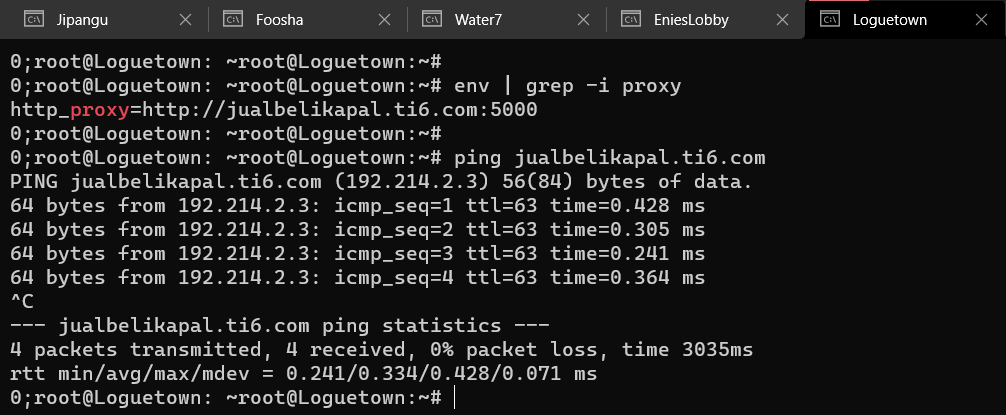 Jipangu
Foosha
Water7
EniesLobby
Loguetown
0;root@Loguetown: ~root@Loguetown:~#
0;root@Loguetown: ~root@Loguetown:~# env | grep -i proxy
http_proxy=http://jualbelikapal.ti6.com:5000
0;root@Loguetown: ~root@Loguetown:~#
0;root@Loguetown: ~root@Loguetown:~# ping jualbelikapal.ti6.com
PING jualbelikapal.ti6.com (192.214.2.3) 56(84) bytes of data.
64 bytes from 192.214.2.3: icmp_seq=1 ttl=63 time=0.428 ms
64 bytes from 192.214.2.3: icmp_seq=2 ttl=63 time=0.305 ms
64 bytes from 192.214.2.3: icmp_seq=3 ttl=63 time=0.241 ms
64 bytes from 192.214.2.3: icmp_seq=4 ttl=63 time=0.364 ms
^C
--- jualbelikapal.ti6.com ping statistics ---
4 packets transmitted, 4 received, 0% packet loss, time 3035ms
rtt min/avg/max/mdev = 0.241/0.334/0.428/0.071 ms
0;root@Loguetown: ~root@Loguetown:~#